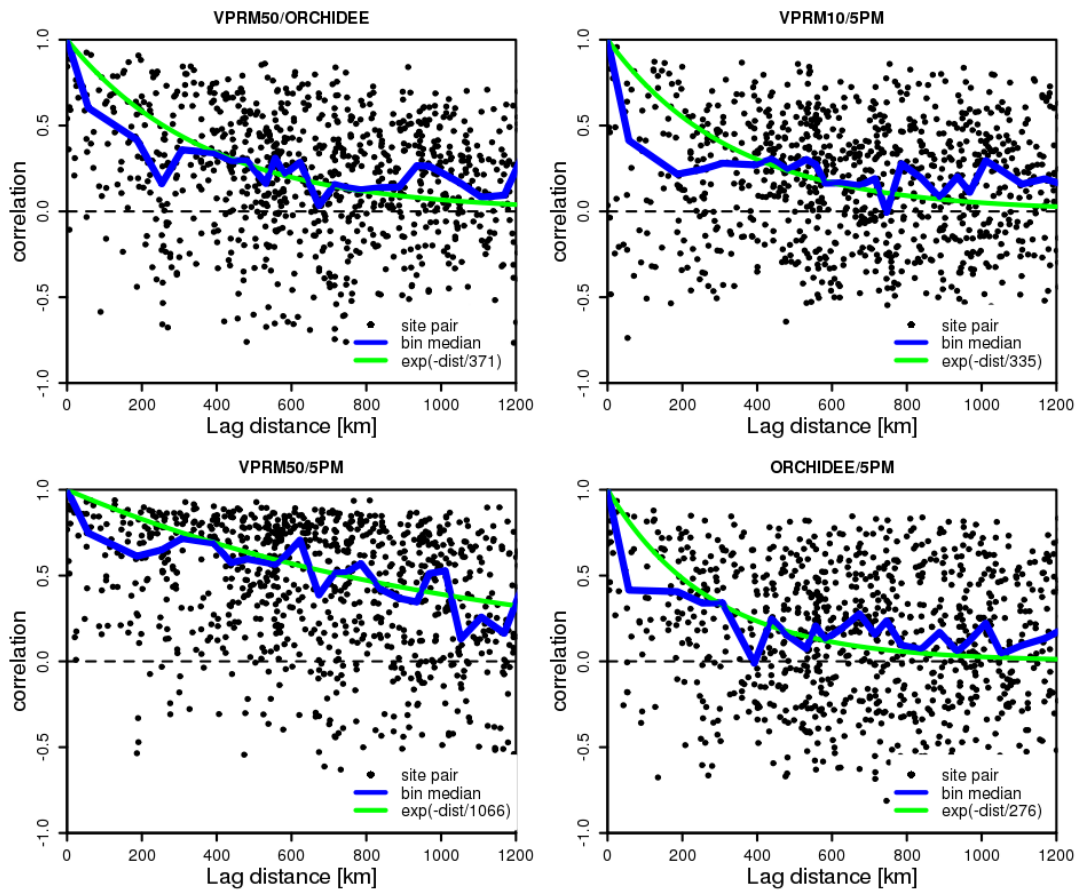 VPRM50/ORCHIDEE
1.0
0.5
0.0
-0.5
-1.0
correlation
site pair
bin median
exp(-dist/371)
0 200 400 600 800 1000 1200
Lag distance [km]
VPRM10/5PM
1.0
0.5
0.0
-0.5
-1.0
correlation
site pair
bin median
exp(-dist/335)
0 200 400 600 800 1000 1200
Lag distance [km]
VPRM50/5PM
1.0
0.5
0.0
-0.5
-1.0
correlation
site pair
bin median
exp(-dist/1066)
0 200 400 600 800 1000 1200
Lag distance [km]
ORCHIDEE/5PM
1.0
0.5
0.0
-0.5
-1.0
correlation
site pair
bin median
exp(-dist/276)
0 200 400 600 800 1000 1200
Lag distance [km]